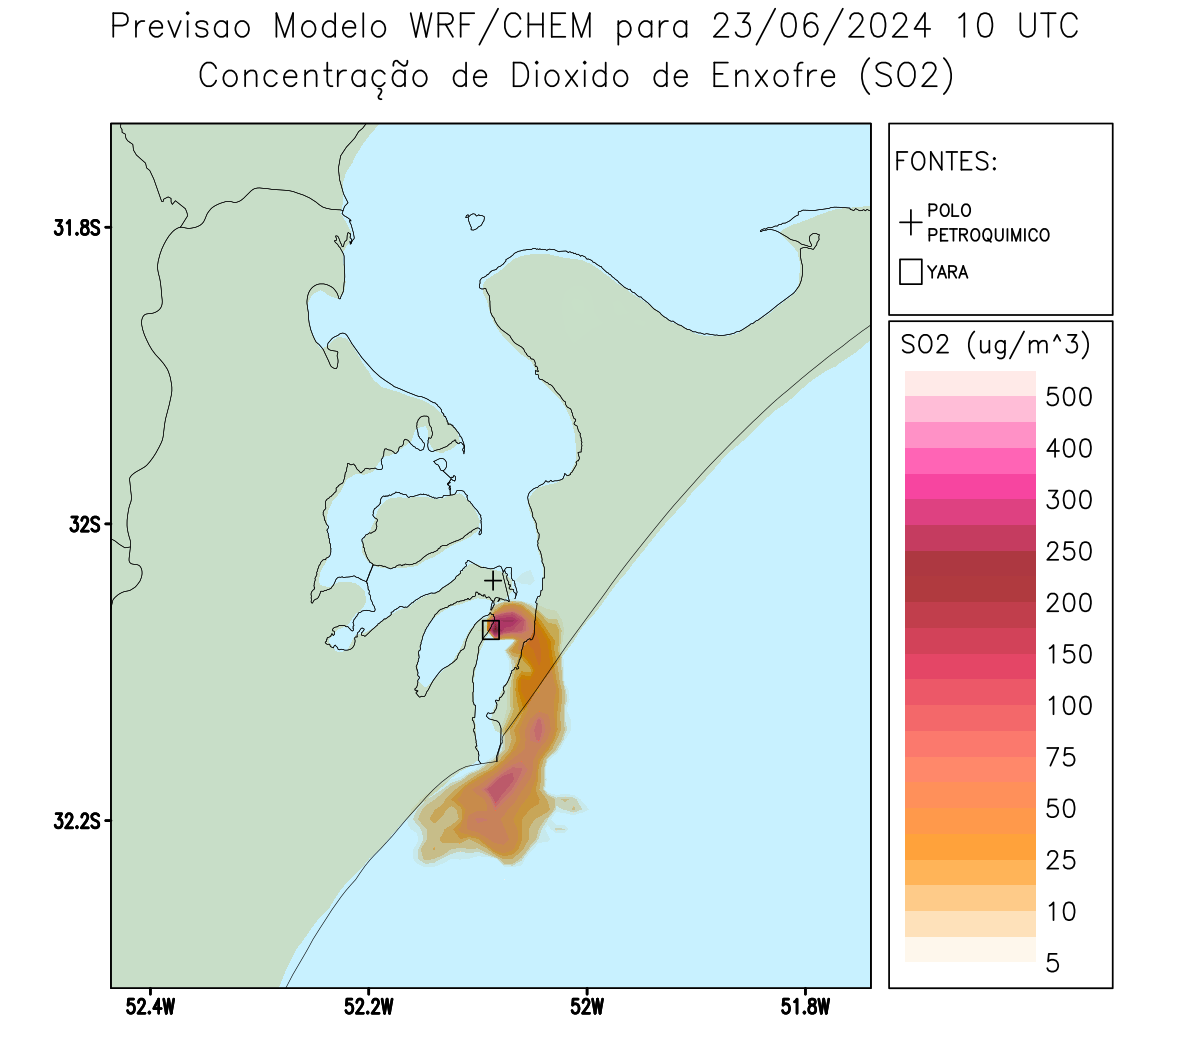 Previsao Modelo WRF/CHEM para 23/06/2024 10 UTC
Concentração de Dioxido de Enxofre (SO2)
FONTES:
POLO
PETROQUIMICO
YARA
SO2 (ug/m^3)
500
400
300
250
200
150
100
75
50
25
10
5
31.8S
32S
32.2S
52.4W
52.2W
52W
51.8W